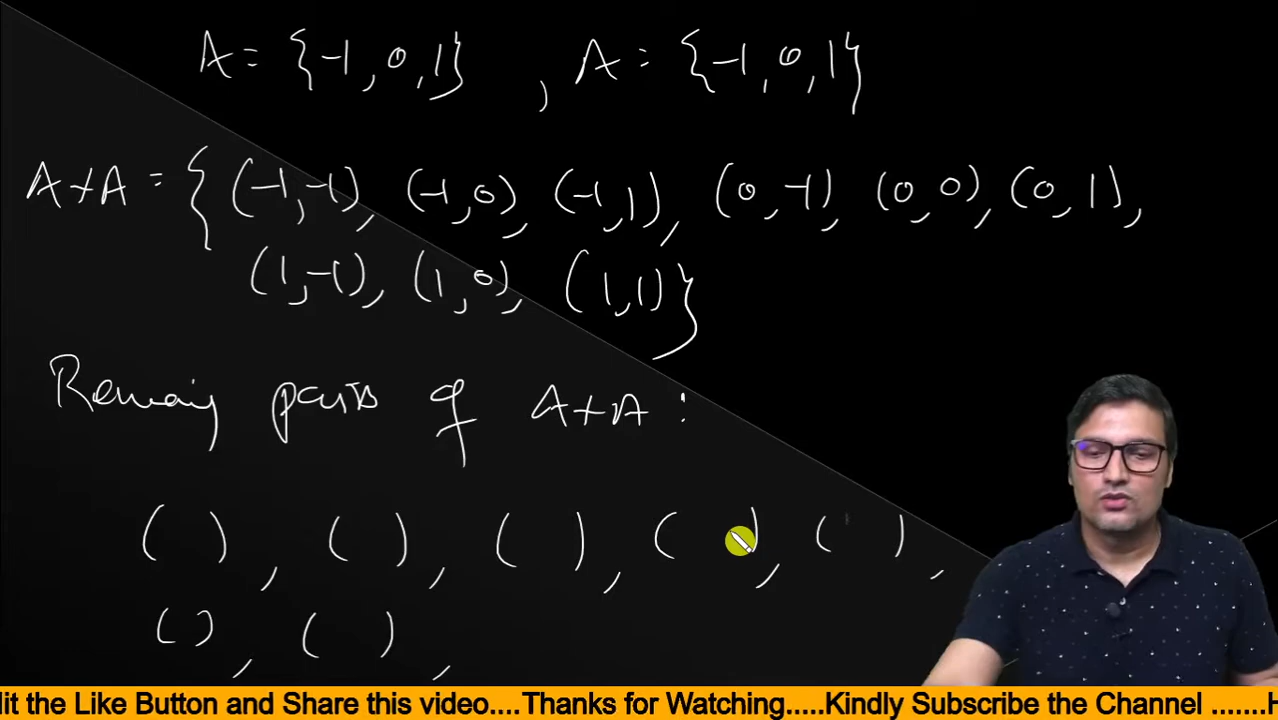 A = {-1, 0, 1} , A = {-1, 0, 1}
A×A = { (-1, -1), (-1, 0), (-1, 1), (0, -1), (0, 0), (0, 1),
(1, -1), (1, 0), (1, 1) }
Remaing parts of A×A :
( ) , ( ) , ( ) , ( ) , ( ) ,
( ) , ( ) ,
lit the Like Button and Share this video....Thanks for Watching.....Kindly Subscribe the Channel .......H